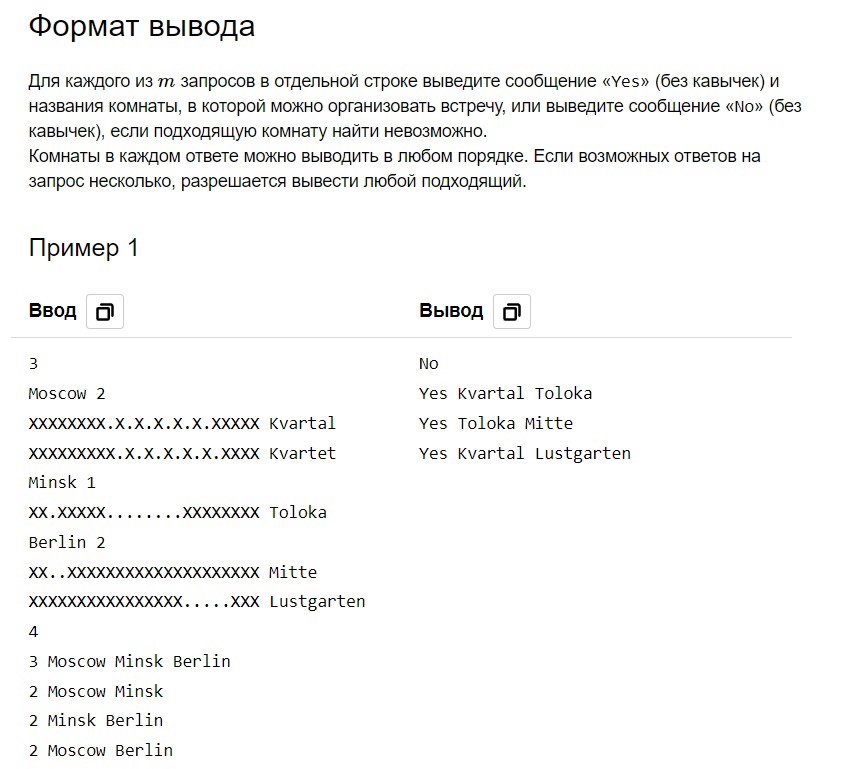 Формат вывода
Для каждого из m запросов в отдельной строке выведите сообщение «Yes» (без кавычек) и
названия комнаты, в которой можно организовать встречу, или выведите сообщение «No» (без
кавычек), если подходящую комнату найти невозможно.
Комнаты в каждом ответе можно выводить в любом порядке. Если возможных ответов на
запрос несколько, разрешается вывести любой подходящий.
Пример 1
Ввод Вывод
3 No
Moscow 2 Yes Kvartal Toloka
XXXXXXXX.X.X.X.X.X.XXXXX Kvartal Yes Toloka Mitte
XXXXXXXXX.X.X.X.X.X.XXXX Kvartet Yes Kvartal Lustgarten
Minsk 1
XX.XXXXX........XXXXXXXX Toloka
Berlin 2
XX..XXXXXXXXXXXXXXXXXXXX Mitte
XXXXXXXXXXXXXXXX.....XXX Lustgarten
4
3 Moscow Minsk Berlin
2 Moscow Minsk
2 Minsk Berlin
2 Moscow Berlin